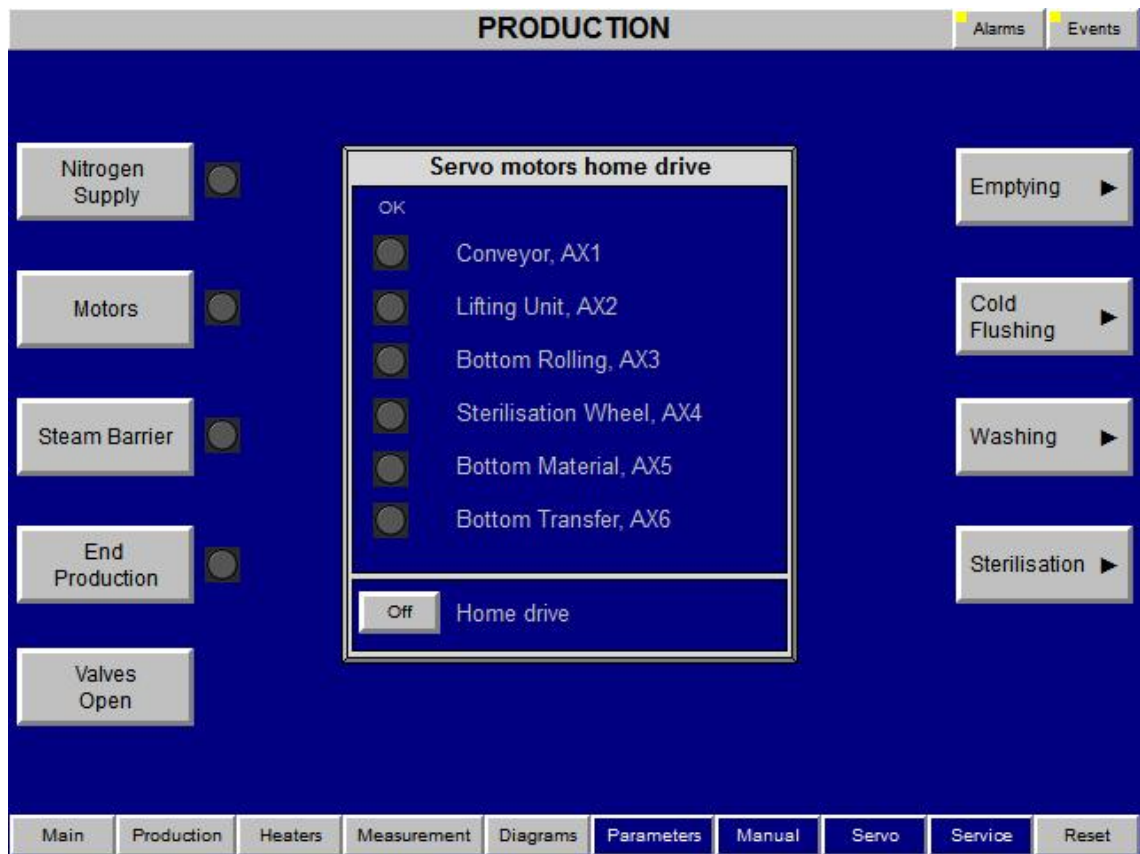 PRODUCTION
Alarms
Events
Nitrogen
Supply
Motors
Steam Barrier
End
Production
Valves
Open
Servo motors home drive
OK
Conveyor, AX1
Lifting Unit, AX2
Bottom Rolling, AX3
Sterilisation Wheel, AX4
Bottom Material, AX5
Bottom Transfer, AX6
Off Home drive
Emptying
Cold
Flushing
Washing
Sterilisation
Main Production Heaters Measurement Diagrams Parameters Manual Servo Service Reset